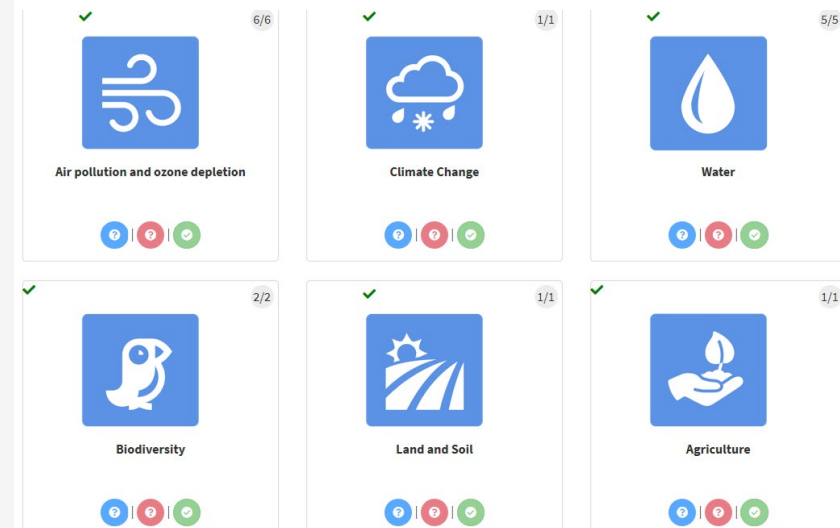 6/6
1/1
5/5
Air pollution and ozone depletion
Climate Change
Water
2/2
1/1
1/1
Biodiversity
Land and Soil
Agriculture